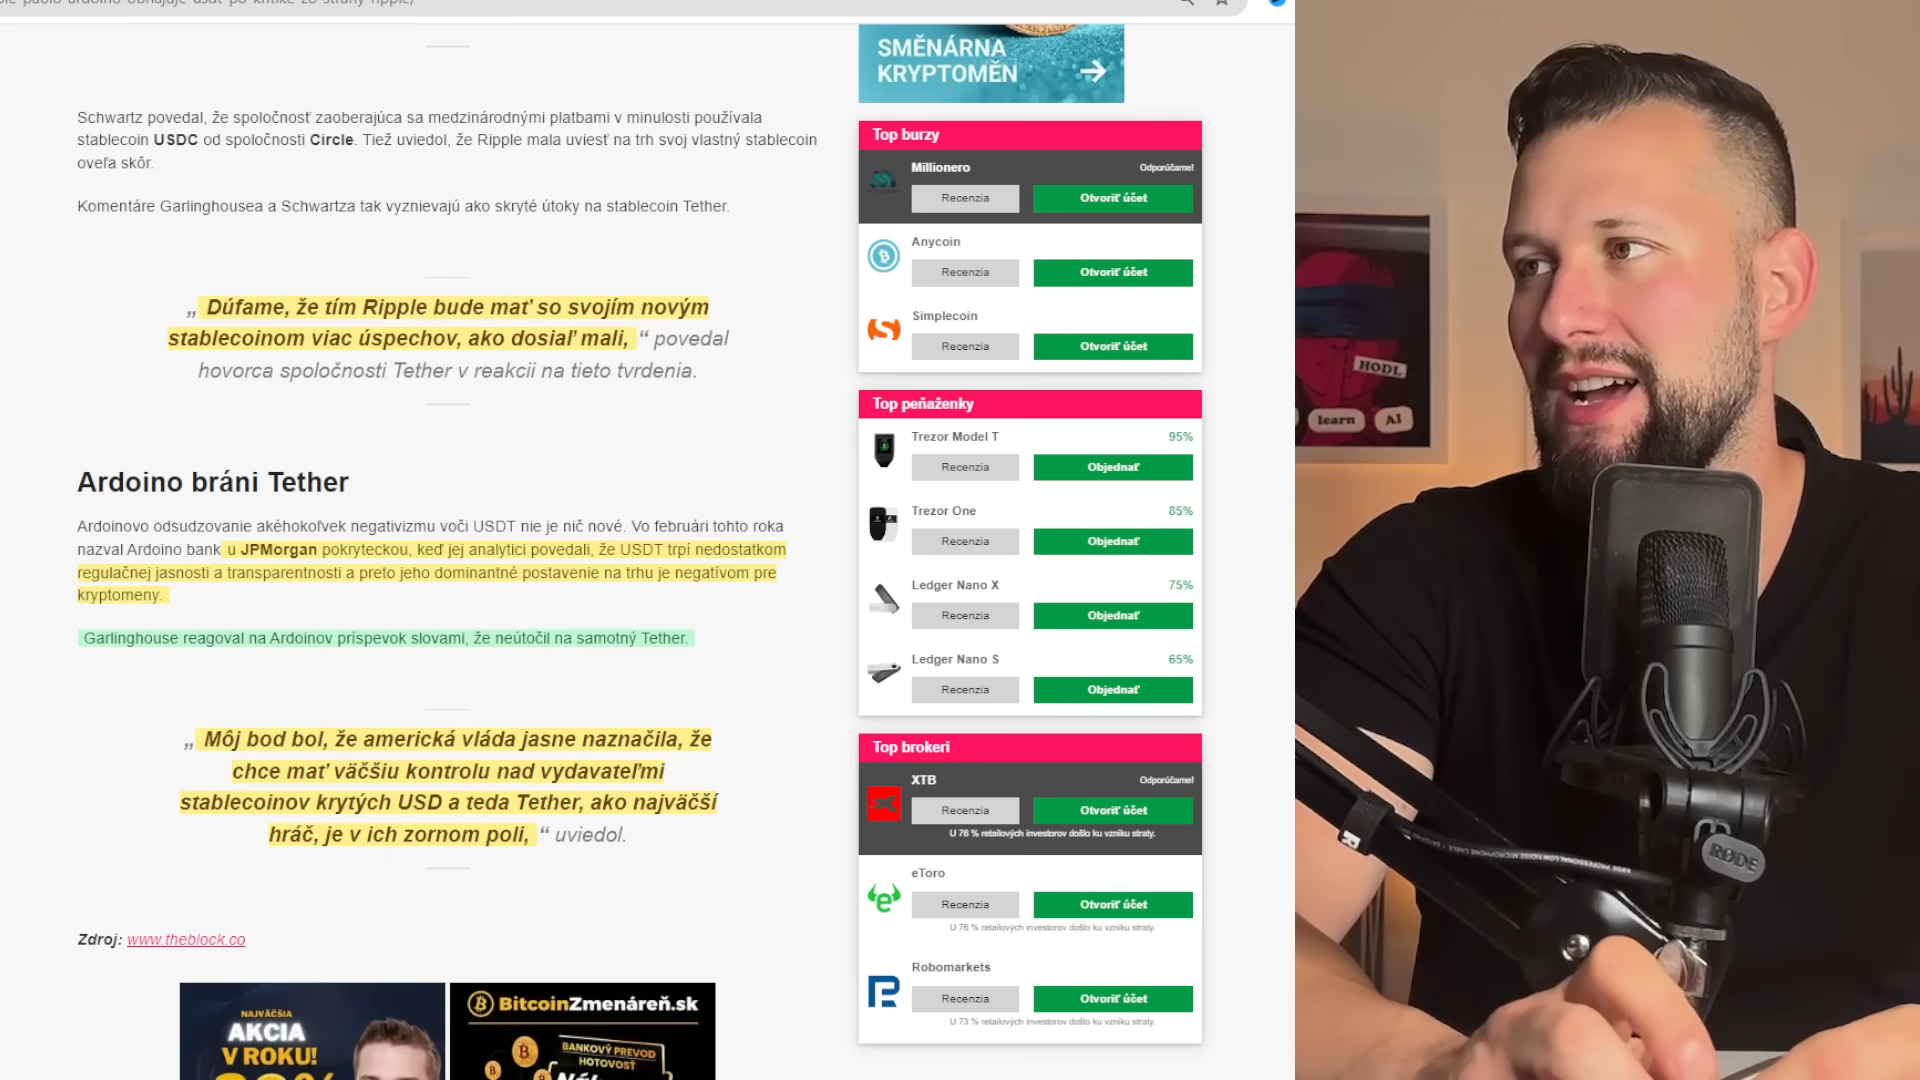 SMĚNÁRNA
KRYPTOMĚN
Schwartz povedal, že spoločnosť zaoberajúca sa medzinárodnými platbami v minulosti používala
stablecoin USDC od spoločnosti Circle. Tiež uviedol, že Ripple mala uviesť na trh svoj vlastný stablecoin
oveľa skôr.
Komentáre Garlinghousea a Schwartza tak vyznievajú ako skryté útoky na stablecoin Tether.
„ Dúfame, že tím Ripple bude mať so svojím novým
stablecoinom viac úspechov, ako dosiaľ mali, “ povedal
hovorca spoločnosti Tether v reakcii na tieto tvrdenia.
Ardoino bráni Tether
Ardoinovo odsudzovanie akéhokoľvek negativizmu voči USDT nie je nič nové. Vo februári tohto roka
nazval Ardoino bank u JPMorgan pokryteckou, keď jej analytici povedali, že USDT trpí nedostatkom
regulačnej jasnosti a transparentnosti a preto jeho dominantné postavenie na trhu je negatívom pre
kryptomeny.
Garlinghouse reagoval na Ardoinov príspevok slovami, že neútočil na samotný Tether.
„ Môj bod bol, že americká vláda jasne naznačila, že
chce mať väčšiu kontrolu nad vydavateľmi
stablecoinov krytých USD a teda Tether, ako najväčší
hráč, je v ich zornom poli, “ uviedol.
Zdroj: www.theblock.co
NAJVÄČŠIA
AKCIA
V ROKU!
BitcoinZmenáreň.sk
BANKOVÝ PREVOD
HOTOVOSŤ
Top burzy
Millionero
Odporúčame!
Recenzia
Otvoriť účet
Anycoin
Recenzia
Otvoriť účet
Simplecoin
Recenzia
Otvoriť účet
Top peňaženky
Trezor Model T
95%
Recenzia
Objednať
Trezor One
85%
Recenzia
Objednať
Ledger Nano X
75%
Recenzia
Objednať
Ledger Nano S
65%
Recenzia
Objednať
Top brokeri
XTB
Odporúčame!
Recenzia
Otvoriť účet
U 76 % retailových investorov došlo ku vzniku straty.
eToro
Recenzia
Otvoriť účet
U 76 % retailových investorov došlo ku vzniku straty.
Robomarkets
Recenzia
Otvoriť účet
U 73 % retailových investorov došlo ku vzniku straty.
HODL
learn
AI
RØDE